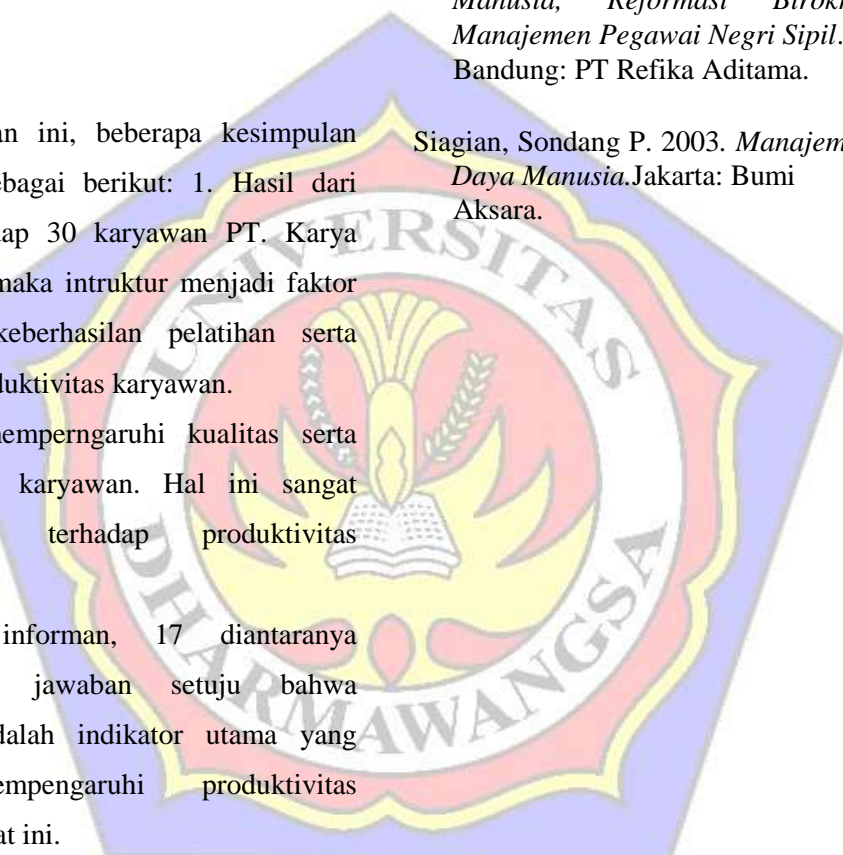 an ini, beberapa kesimpulan
ebagai berikut: 1. Hasil dari
dap 30 karyawan PT. Karya
maka intruktur menjadi faktor
keberhasilan pelatihan serta
duktivitas karyawan.
memperngaruhi kualitas serta
karyawan. Hal ini sangat
terhadap produktivitas
informan, 17 diantaranya
jawaban setuju bahwa
dalah indikator utama yang
empengaruhi produktivitas
at ini.
Manusia, Reformasi Birok
Manajemen Pegawai Negri Sipil.
Bandung: PT Refika Aditama.
Siagian, Sondang P. 2003. Manajem
Daya Manusia.Jakarta: Bumi
Aksara.
UNIVERSITAS
DHARMAWANGSA